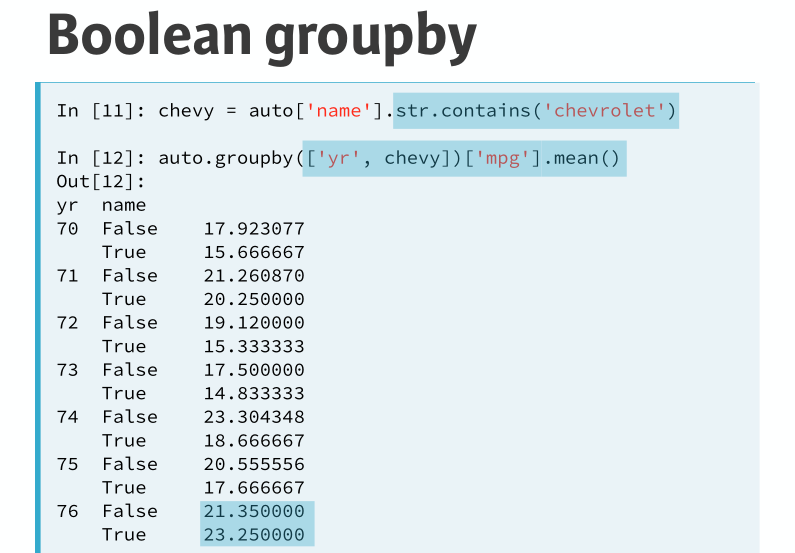 Boolean groupby
In [11]: chevy = auto['name'].str.contains('chevrolet')
In [12]: auto.groupby(['yr', chevy])['mpg'].mean()
Out[12]:
yr  name
70  False    17.923077
    True     15.666667
71  False    21.260870
    True     20.250000
72  False    19.120000
    True     15.333333
73  False    17.500000
    True     14.833333
74  False    23.304348
    True     18.666667
75  False    20.555556
    True     17.666667
76  False    21.350000
    True     23.250000